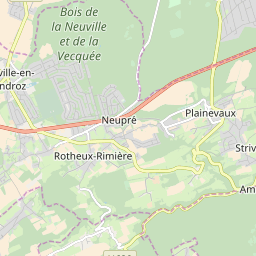 Bois de
la Neuville
et de la
Vecquée
ville-en-
ndroz
Neupré
Plainevaux
Rotheux-Rimière
Striv
Am